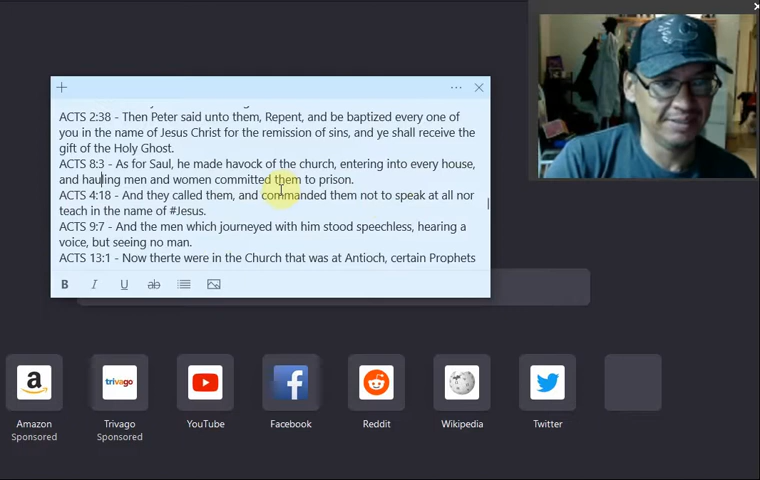 ACTS 2:38 - Then Peter said unto them, Repent, and be baptized every one of
you in the name of Jesus Christ for the remission of sins, and ye shall receive the
gift of the Holy Ghost.
ACTS 8:3 - As for Saul, he made havock of the church, entering into every house,
and hauling men and women committed them to prison.
ACTS 4:18 - And they called them, and commanded them not to speak at all nor
teach in the name of #Jesus.
ACTS 9:7 - And the men which journeyed with him stood speechless, hearing a
voice, but seeing no man.
ACTS 13:1 - Now therte were in the Church that was at Antioch, certain Prophets
B I U ab
a trivago
Amazon Trivago YouTube Facebook Reddit Wikipedia Twitter
Sponsored Sponsored